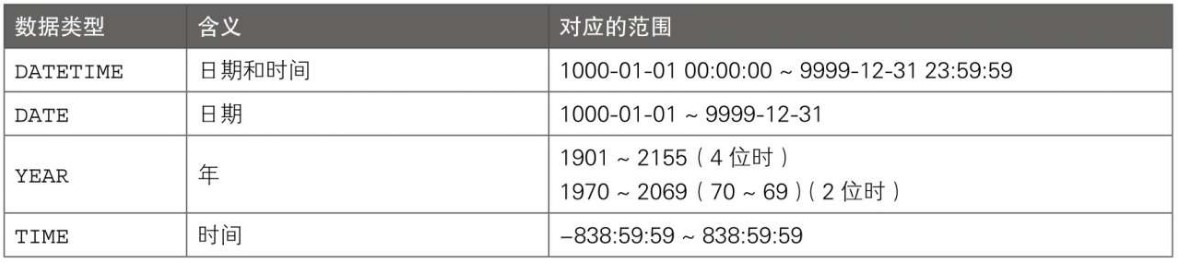 数据类型 含义 对应的范围
DATETIME 日期和时间 1000-01-01 00:00:00 ~ 9999-12-31 23:59:59
DATE 日期 1000-01-01 ~ 9999-12-31
YEAR 年 1901 ~ 2155（4 位时）
1970 ~ 2069（70 ~ 69）（2 位时）
TIME 时间 –838:59:59 ~ 838:59:59